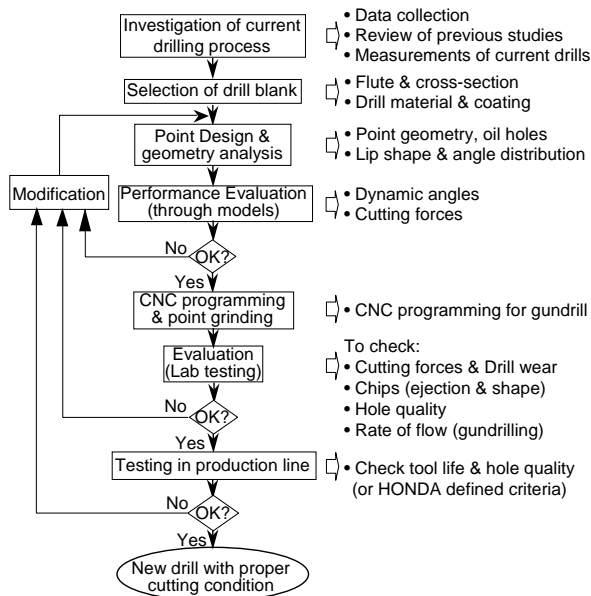 Investigation of current
drilling process
• Data collection
• Review of previous studies
• Measurements of current drills
Selection of drill blank
• Flute & cross-section
• Drill material & coating
Point Design &
geometry analysis
• Point geometry, oil holes
• Lip shape & angle distribution
Modification
Performance Evaluation
(through models)
• Dynamic angles
• Cutting forces
No
OK?
Yes
CNC programming
& point grinding
• CNC programming for gundrill
Evaluation
(Lab testing)
To check:
• Cutting forces & Drill wear
• Chips (ejection & shape)
• Hole quality
• Rate of flow (gundrilling)
No
OK?
Yes
Testing in production line
• Check tool life & hole quality
(or HONDA defined criteria)
No
OK?
Yes
New drill with proper
cutting condition